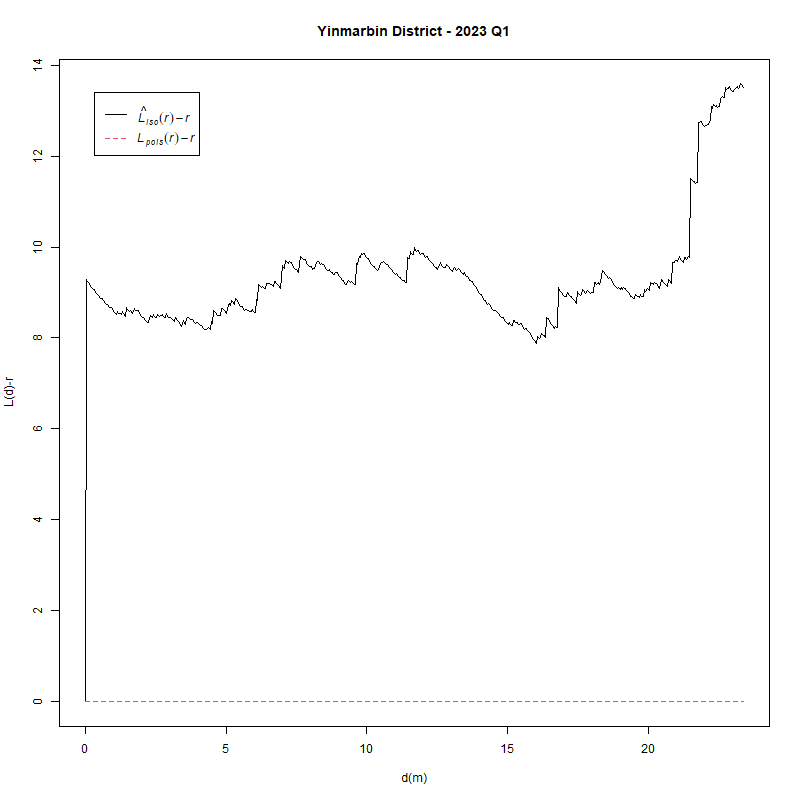 Yinmarbin District - 2023 Q1
L̂iso(r) − r
Lpois(r) − r
L(d)-r
14
12
10
8
6
4
2
0
0 5 10 15 20
d(m)